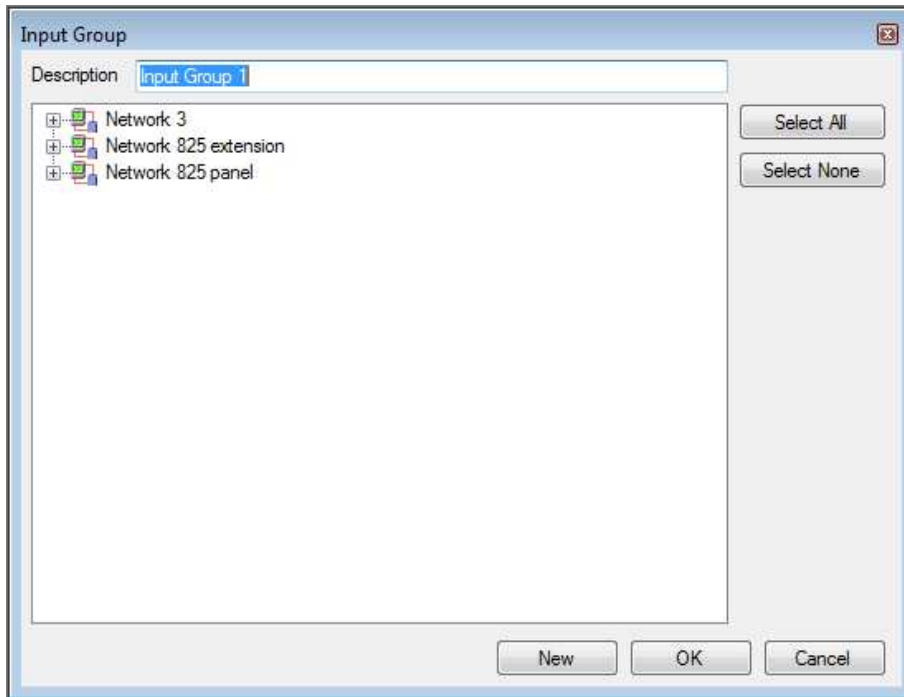 Input Group
Description Input Group 1
Network 3
Network 825 extension
Network 825 panel
Select All
Select None
New OK Cancel